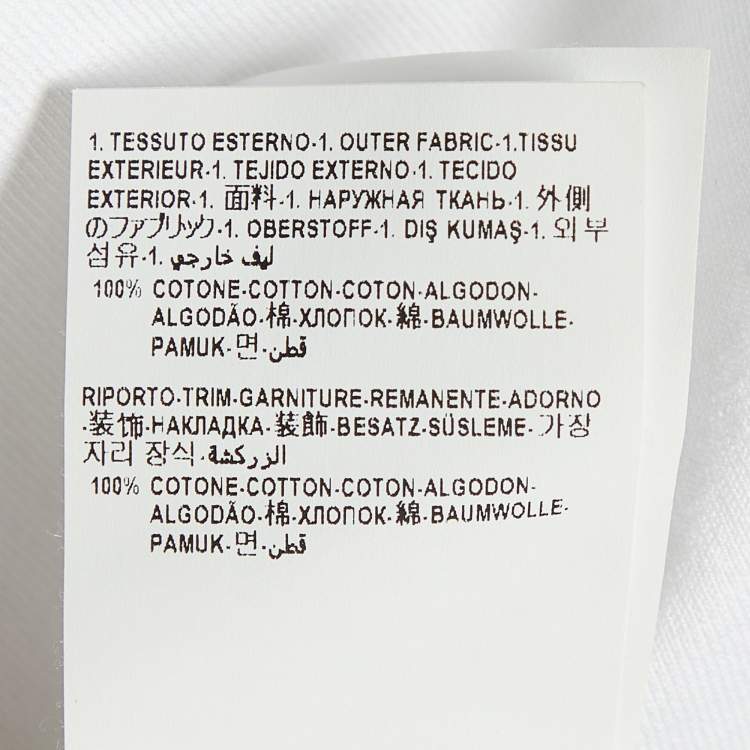 1. TESSUTO ESTERNO-1. OUTER FABRIC-1.TISSU
EXTERIEUR-1. TEJIDO EXTERNO-1. TECIDO
EXTERIOR-1. 面料-1. НАРУЖНАЯ ТКАНЬ-1. 外側
のファブリック-1. OBERSTOFF-1. DIŞ KUMAŞ-1. 외부
섬유-1. ليف خارجي
100% COTONE-COTTON-COTON-ALGODON-
ALGODÃO-棉-ХЛОПОК-綿-BAUMWOLLE-
PAMUK-면-قطن
RIPORTO-TRIM-GARNITURE-REMANENTE-ADORNO
-装饰-НАКЛАДКА-装飾-BESATZ-SÜSLEME-가장
자리 장식-الزركشة
100% COTONE-COTTON-COTON-ALGODON-
ALGODÃO-棉-ХЛОПОК-綿-BAUMWOLLE-
PAMUK-면-قطن